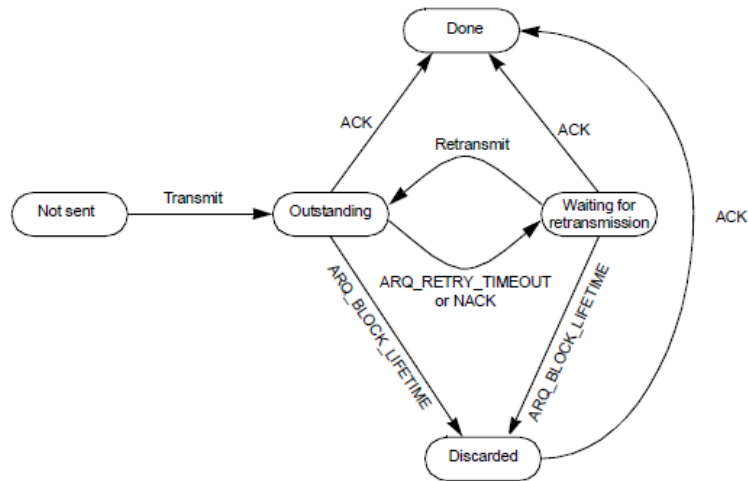 Done
ACK
ACK
Retransmit
Transmit
Not sent
Outstanding
Waiting for
retransmission
ACK
ARQ_RETRY_TIMEOUT
or NACK
ARQ_BLOCK_LIFETIME
ARQ_BLOCK_LIFETIME
Discarded